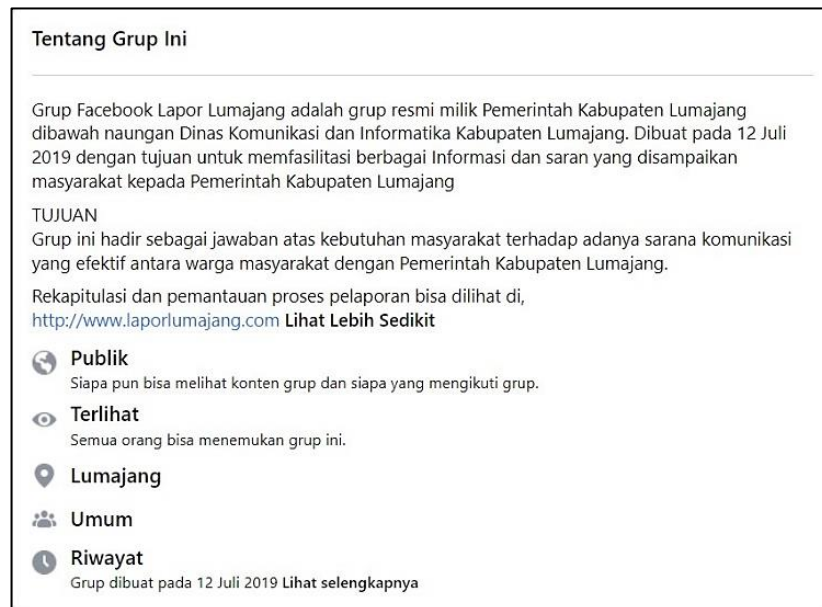 Tentang Grup Ini
Grup Facebook Lapor Lumajang adalah grup resmi milik Pemerintah Kabupaten Lumajang
dibawah naungan Dinas Komunikasi dan Informatika Kabupaten Lumajang. Dibuat pada 12 Juli
2019 dengan tujuan untuk memfasilitasi berbagai Informasi dan saran yang disampaikan
masyarakat kepada Pemerintah Kabupaten Lumajang
TUJUAN
Grup ini hadir sebagai jawaban atas kebutuhan masyarakat terhadap adanya sarana komunikasi
yang efektif antara warga masyarakat dengan Pemerintah Kabupaten Lumajang.
Rekapitulasi dan pemantauan proses pelaporan bisa dilihat di,
http://www.laporlumajang.com Lihat Lebih Sedikit
Publik
Siapa pun bisa melihat konten grup dan siapa yang mengikuti grup.
Terlihat
Semua orang bisa menemukan grup ini.
Lumajang
Umum
Riwayat
Grup dibuat pada 12 Juli 2019 Lihat selengkapnya